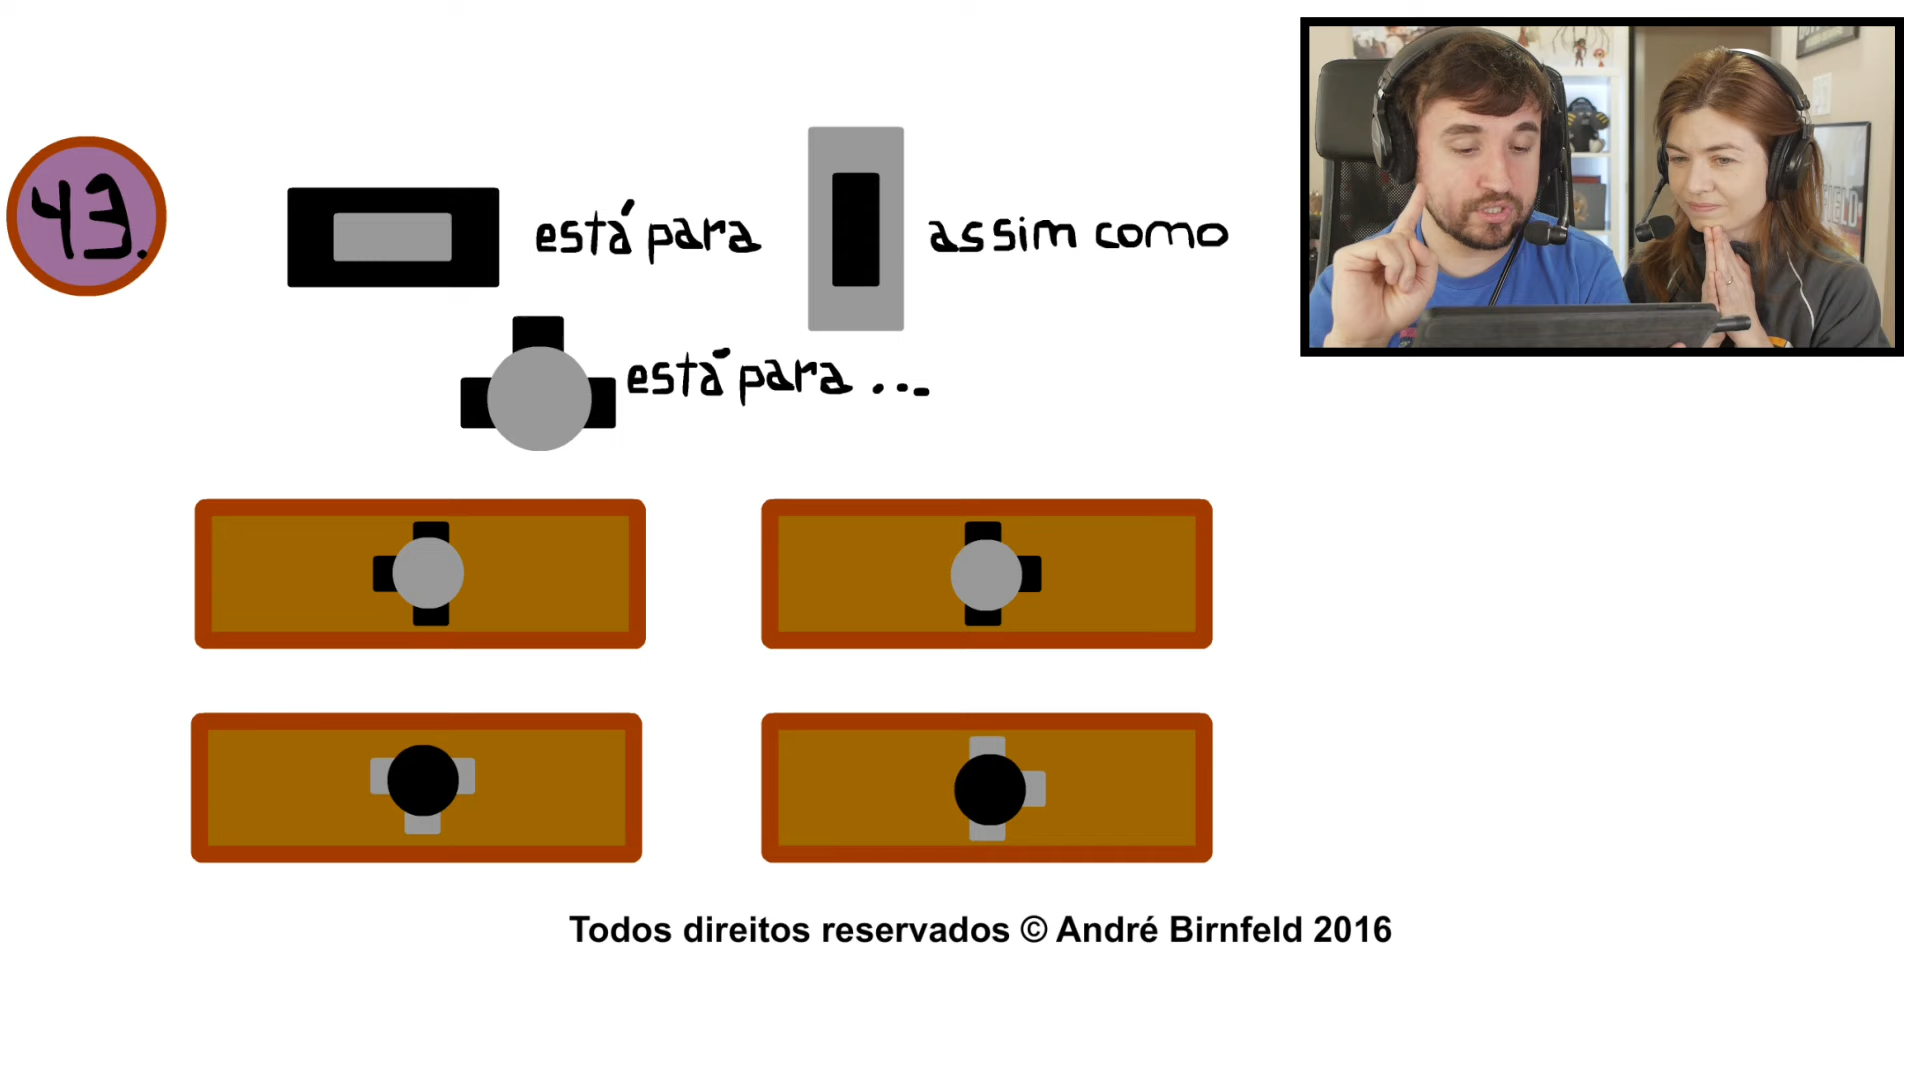 43.
está para assim como
está para ...
Todos direitos reservados © André Birnfeld 2016